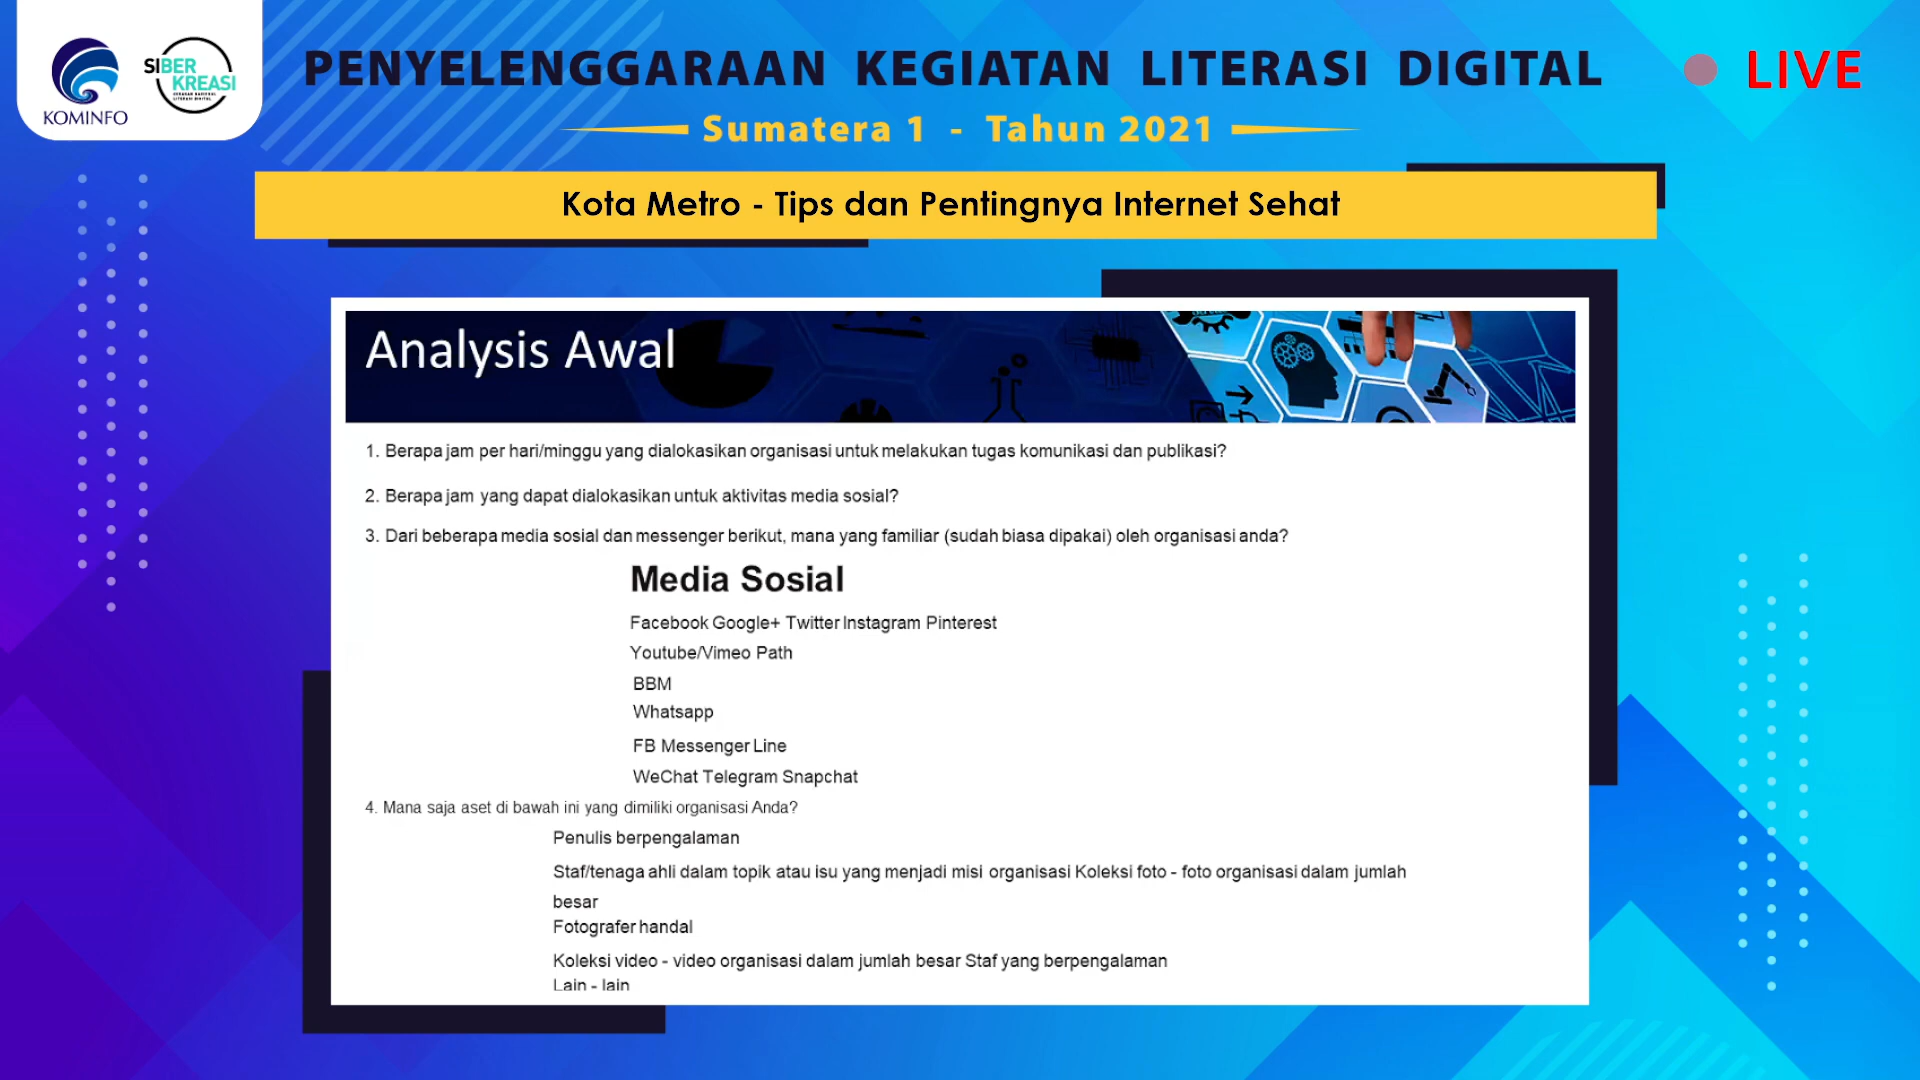 KOMINFO
SIBER
KREASI
PENYELENGGARAAN KEGIATAN LITERASI DIGITAL
LIVE
Sumatera 1 - Tahun 2021
Kota Metro - Tips dan Pentingnya Internet Sehat
Analysis Awal
1. Berapa jam per hari/minggu yang dialokasikan organisasi untuk melakukan tugas komunikasi dan publikasi?
2. Berapa jam yang dapat dialokasikan untuk aktivitas media sosial?
3. Dari beberapa media sosial dan messenger berikut, mana yang familiar (sudah biasa dipakai) oleh organisasi anda?
Media Sosial
Facebook Google+ Twitter Instagram Pinterest
Youtube/Vimeo Path
BBM
Whatsapp
FB Messenger Line
WeChat Telegram Snapchat
4. Mana saja aset di bawah ini yang dimiliki organisasi Anda?
Penulis berpengalaman
Staf/tenaga ahli dalam topik atau isu yang menjadi misi organisasi Koleksi foto - foto organisasi dalam jumlah
besar
Fotografer handal
Koleksi video - video organisasi dalam jumlah besar Staf yang berpengalaman
Lain - lain